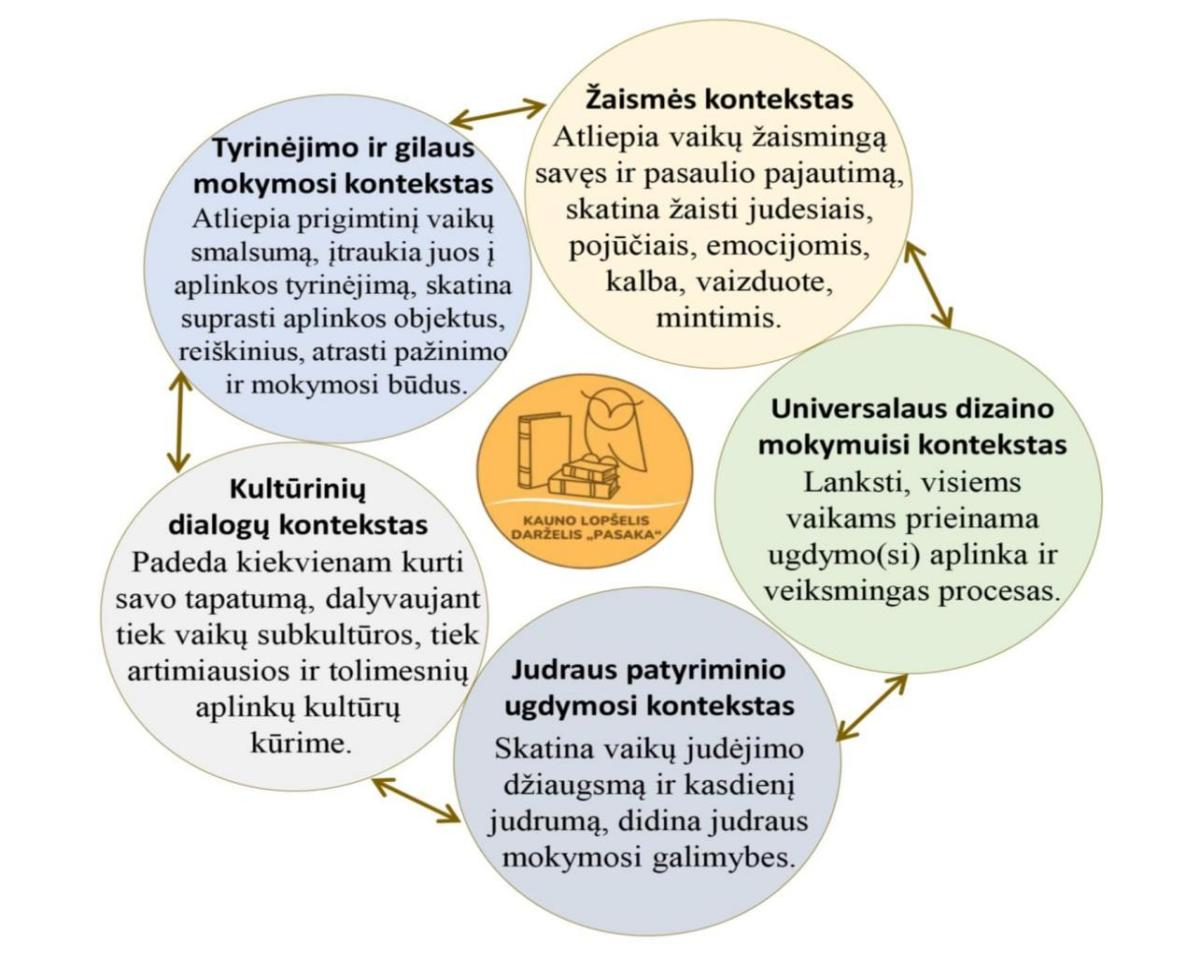 Žaismės kontekstas
Atliepia vaikų žaismingą
savęs ir pasaulio pajautimą,
skatina žaisti judesiais,
pojūčiais, emocijomis,
kalba, vaizduote,
mintimis.
Tyrinėjimo ir gilaus
mokymosi kontekstas
Atliepia prigimtinį vaikų
smalsumą, įtraukia juos į
aplinkos tyrinėjimą, skatina
suprasti aplinkos objektus,
reiškinius, atrasti pažinimo
ir mokymosi būdus.
Universalaus dizaino
mokymuisi kontekstas
Lanksti, visiems
vaikams prieinama
ugdymo(si) aplinka ir
veiksmingas procesas.
KAUNO LOPŠELIS
DARŽELIS „PASAKA“
Kultūrinių
dialogų kontekstas
Padeda kiekvienam kurti
savo tapatumą, dalyvaujant
tiek vaikų subkultūros, tiek
artimiausios ir tolimesnių
aplinkų kultūrų
kūrime.
Judraus patyriminio
ugdymosi kontekstas
Skatina vaikų judėjimo
džiaugsmą ir kasdienį
judrumą, didina judraus
mokymosi galimybes.